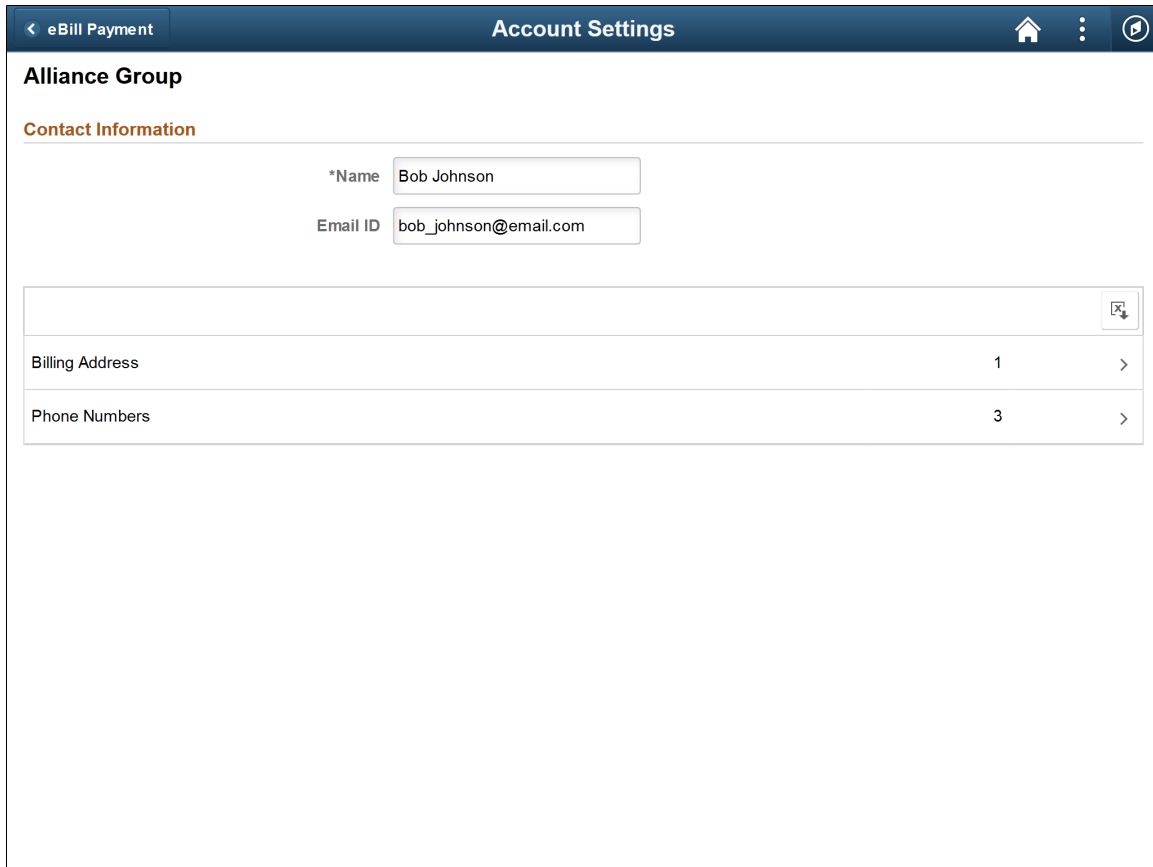 eBill Payment
Account Settings
Alliance Group
Contact Information
*Name Bob Johnson
Email ID bob_johnson@email.com
Billing Address 1
Phone Numbers 3